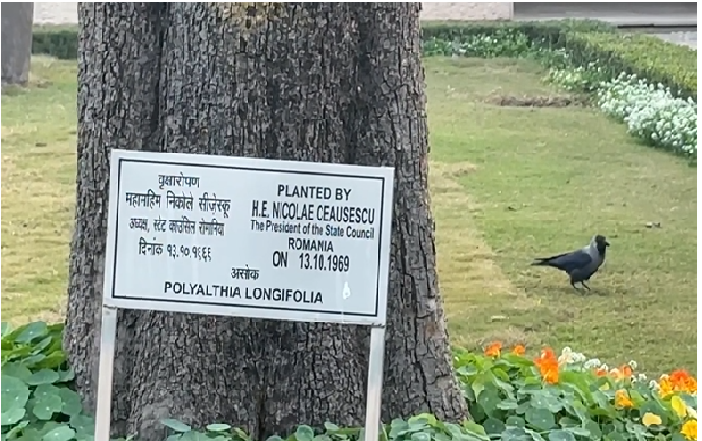 वृक्षारोपण
महामहिम निकोले सीज़ेस्कू
अध्यक्ष, स्टेट काउंसिल रोमानिया
दिनांक १३.१०.१९६६
PLANTED BY
H.E. NICOLAE CEAUSESCU
The President of the State Council
ROMANIA
ON 13.10.1969
अशोक
POLYALTHIA LONGIFOLIA